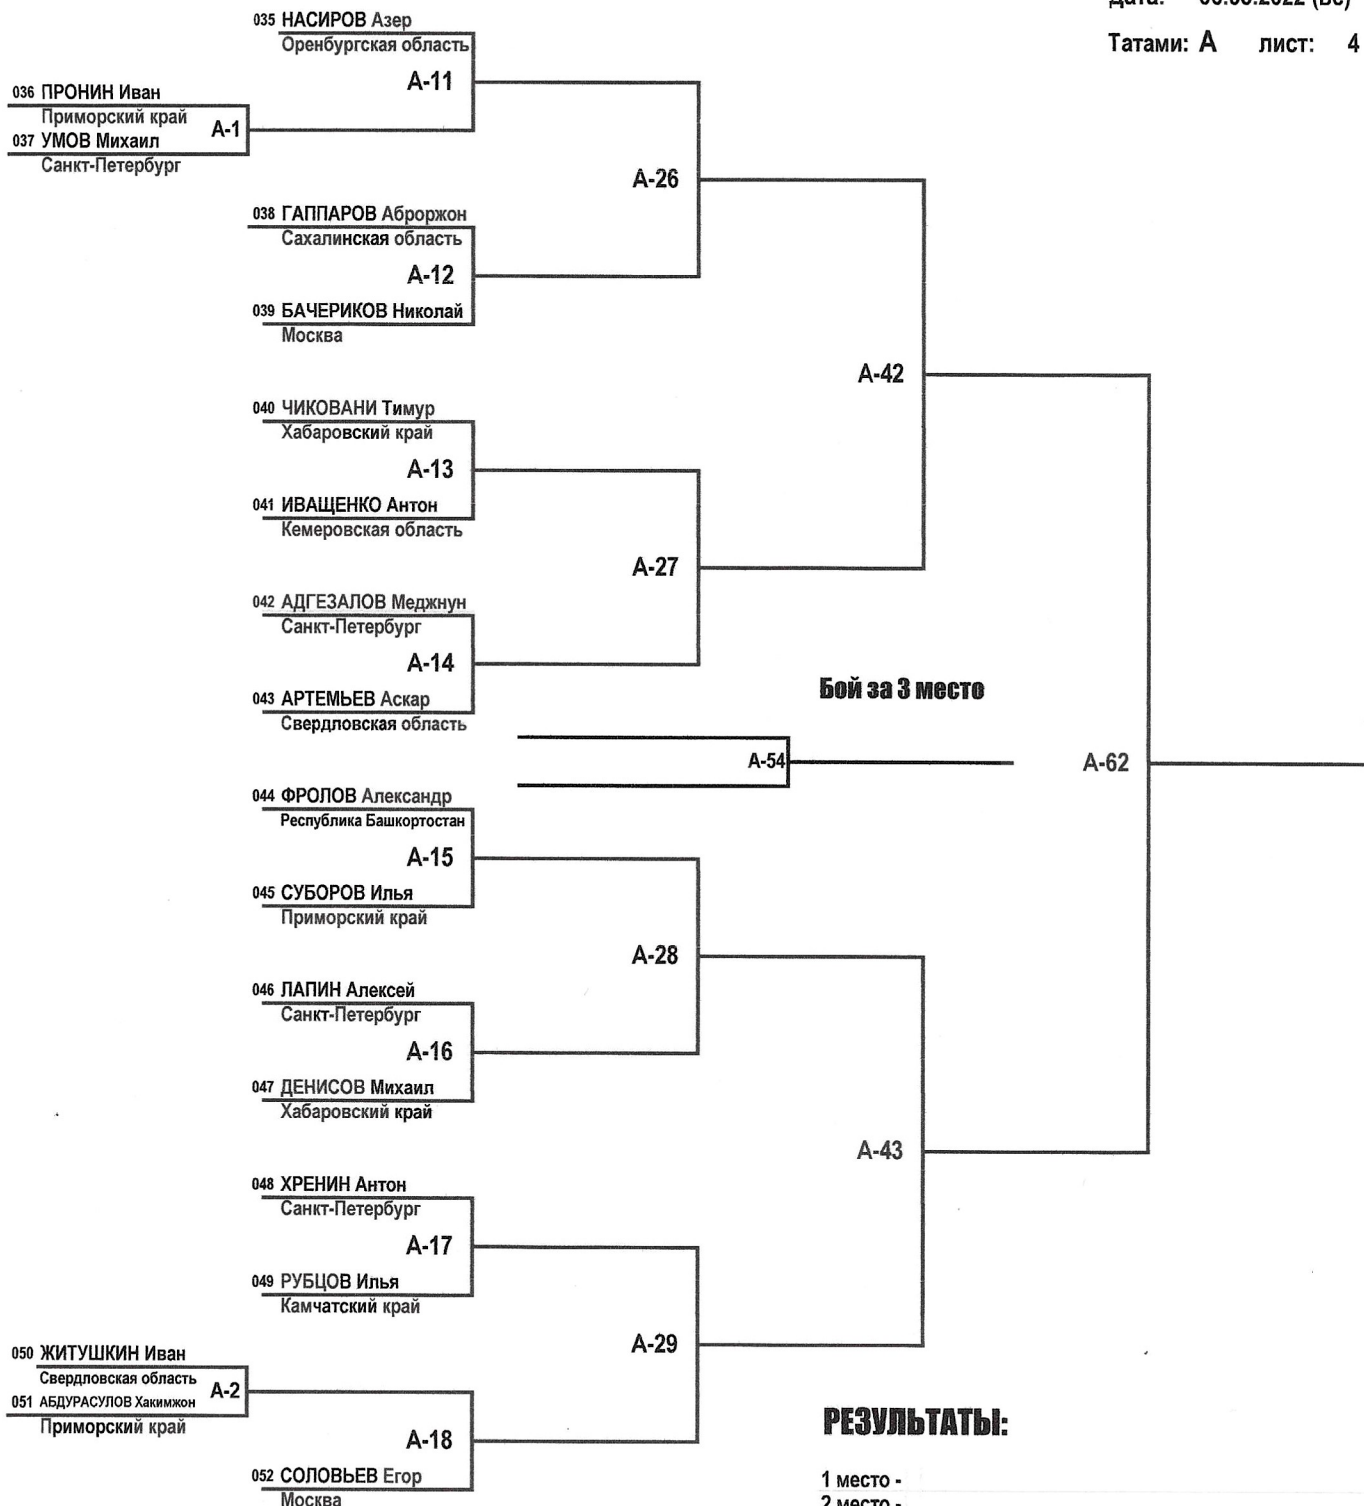 Татами: А лист: 4
035 НАСИРОВ Азер
Оренбургская область
А-11
036 ПРОНИН Иван
Приморский край
А-1
037 УМОВ Михаил
Санкт-Петербург
А-26
038 ГАППАРОВ Аброржон
Сахалинская область
А-12
039 БАЧЕРИКОВ Николай
Москва
А-42
040 ЧИКОВАНИ Тимур
Хабаровский край
А-13
041 ИВАЩЕНКО Антон
Кемеровская область
А-27
042 АДГЕЗАЛОВ Меджнун
Санкт-Петербург
А-14
043 АРТЕМЬЕВ Аскар
Свердловская область
Бой за 3 место
А-54
А-62
044 ФРОЛОВ Александр
Республика Башкортостан
А-15
045 СУБОРОВ Илья
Приморский край
А-28
046 ЛАПИН Алексей
Санкт-Петербург
А-16
047 ДЕНИСОВ Михаил
Хабаровский край
А-43
048 ХРЕНИН Антон
Санкт-Петербург
А-17
049 РУБЦОВ Илья
Камчатский край
А-29
050 ЖИТУШКИН Иван
Свердловская область
А-2
051 АБДУРАСУЛОВ Хакимжон
Приморский край
А-18
052 СОЛОВЬЕВ Егор
Москва
РЕЗУЛЬТАТЫ:
1 место -
2 место -